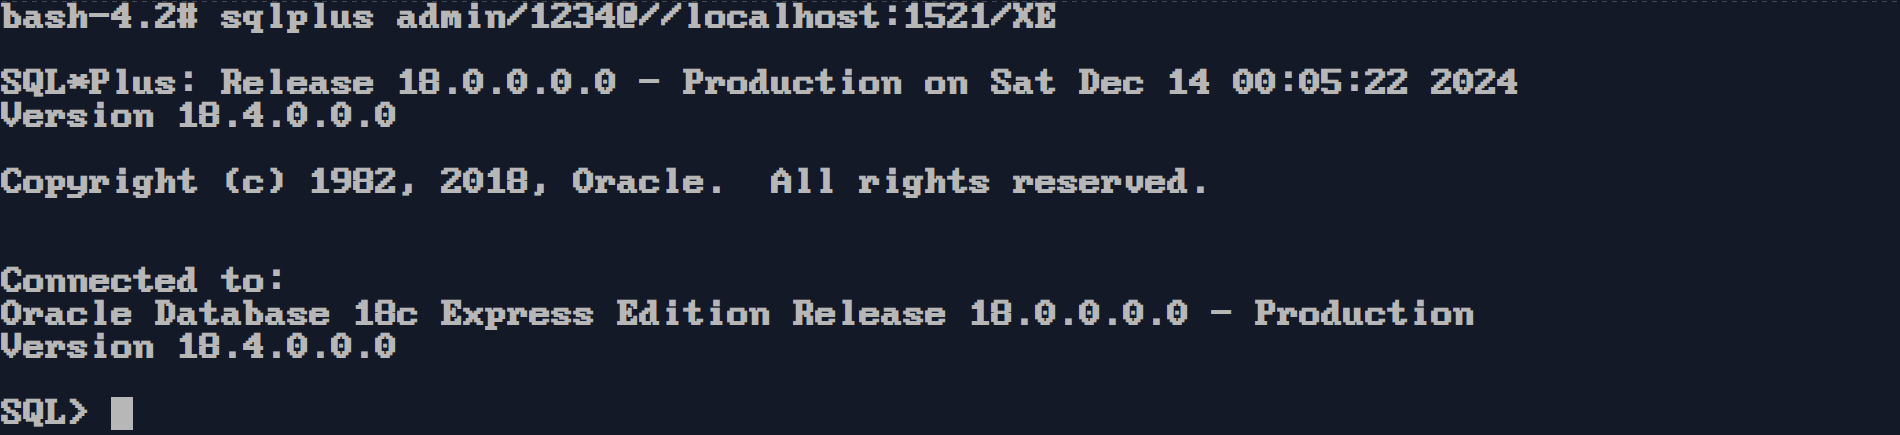 bash-4.2# sqlplus admin/1234@//localhost:1521/XE
SQL*Plus: Release 18.0.0.0.0 - Production on Sat Dec 14 00:05:22 2024
Version 18.4.0.0.0
Copyright (c) 1982, 2018, Oracle.  All rights reserved.
Connected to:
Oracle Database 18c Express Edition Release 18.0.0.0.0 - Production
Version 18.4.0.0.0
SQL>